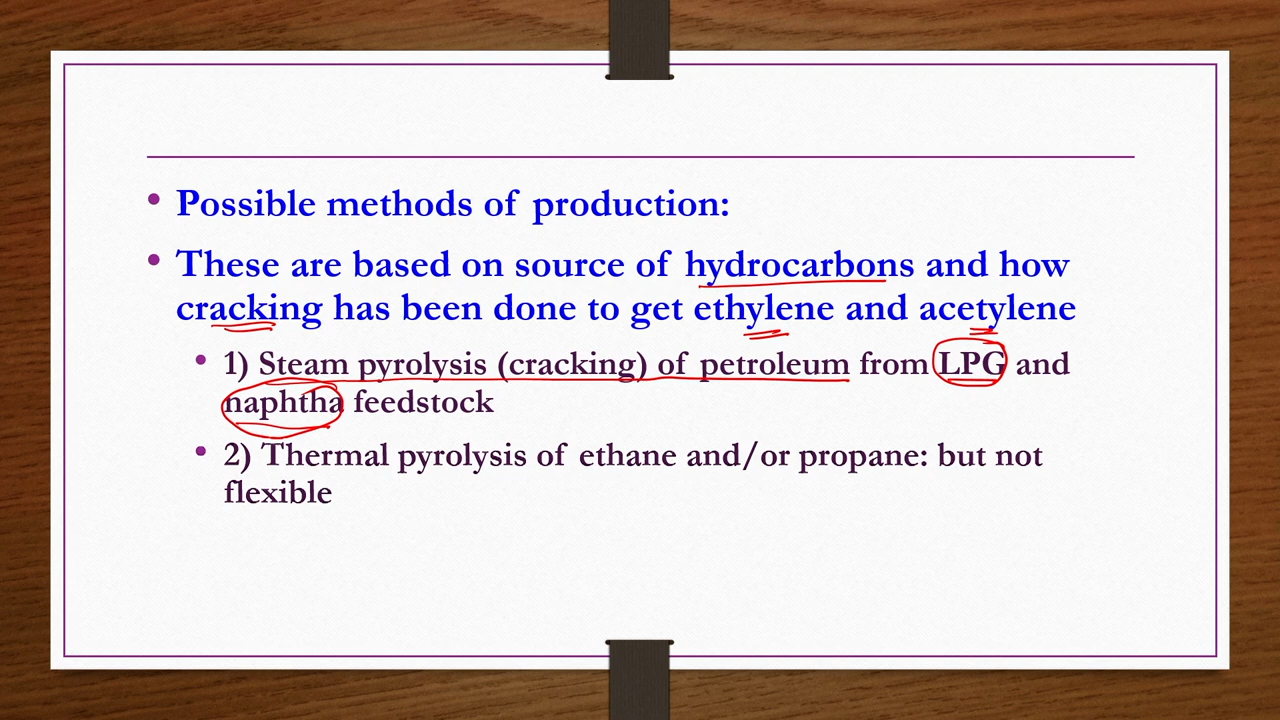 • Possible methods of production:
• These are based on source of hydrocarbons and how
cracking has been done to get ethylene and acetylene
• 1) Steam pyrolysis (cracking) of petroleum from LPG and
naphtha feedstock
• 2) Thermal pyrolysis of ethane and/or propane: but not
flexible